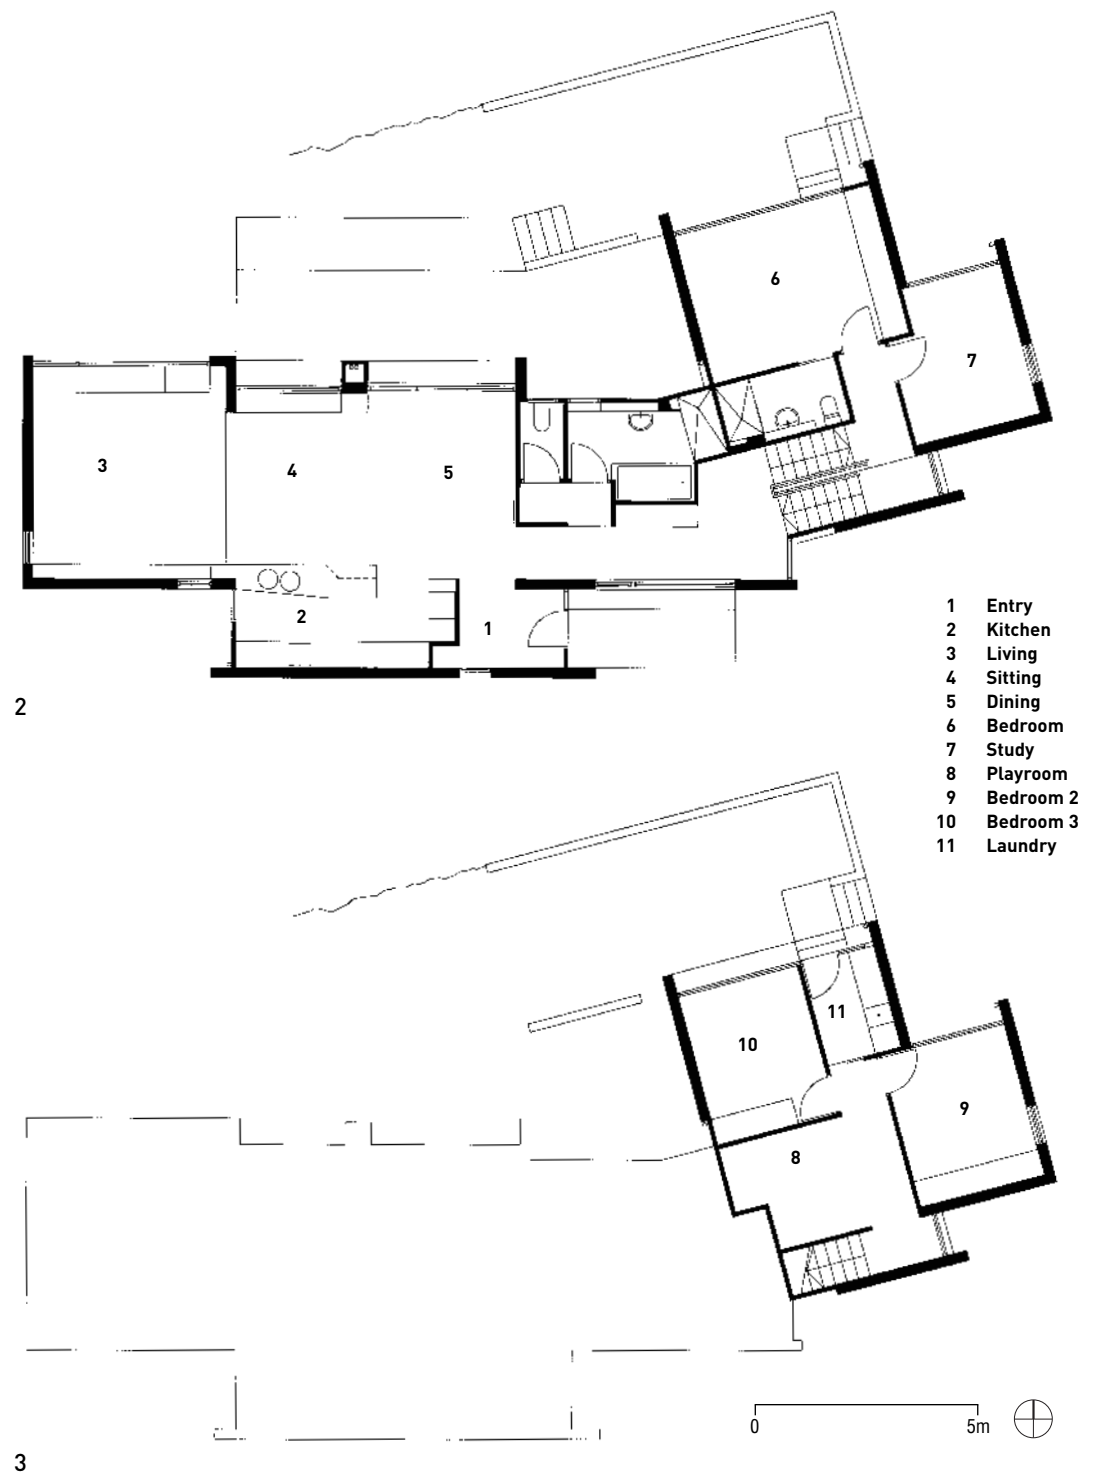 6
7
3
4
5
2
1
1 Entry
2 Kitchen
3 Living
4 Sitting
5 Dining
6 Bedroom
7 Study
8 Playroom
9 Bedroom 2
10 Bedroom 3
11 Laundry
2
11
10
9
8
0 5m
3